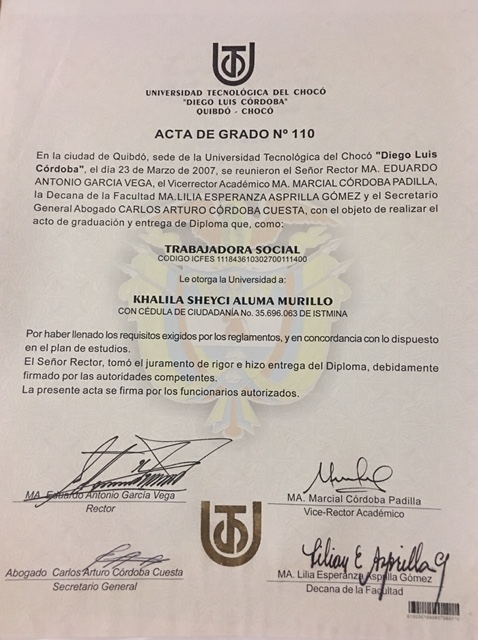 UNIVERSIDAD TECNOLÓGICA DEL CHOCÓ
"DIEGO LUIS CÓRDOBA"
QUIBDÓ - CHOCÓ
ACTA DE GRADO Nº 110
En la ciudad de Quibdó, sede de la Universidad Tecnológica del Chocó "Diego Luis
Córdoba", el día 23 de Marzo de 2007, se reunieron el Señor Rector MA. EDUARDO
ANTONIO GARCIA VEGA, el Vicerrector Académico MA. MARCIAL CÓRDOBA PADILLA,
la Decana de la Facultad MA.LILIA ESPERANZA ASPRILLA GÓMEZ y el Secretario
General Abogado CARLOS ARTURO CÓRDOBA CUESTA, con el objeto de realizar el
acto de graduación y entrega de Diploma que, como:
TRABAJADORA SOCIAL
CODIGO ICFES 111843610302700111400
Le otorga la Universidad a:
KHALILA SHEYCI ALUMA MURILLO
CON CÉDULA DE CIUDADANÍA No. 35.696.063 DE ISTMINA
Por haber llenado los requisitos exigidos por los reglamentos, y en concordancia con lo dispuesto
en el plan de estudios.
El Señor Rector, tomó el juramento de rigor e hizo entrega del Diploma, debidamente
firmado por las autoridades competentes.
La presente acta se firma por los funcionarios autorizados.
MA. Eduardo Antonio García Vega
Rector
MA. Marcial Córdoba Padilla
Vice-Rector Académico
Abogado Carlos Arturo Córdoba Cuesta
Secretario General
Lilian E Asprilla G
MA. Lilia Esperanza Asprilla Gómez
Decana de la Facultad